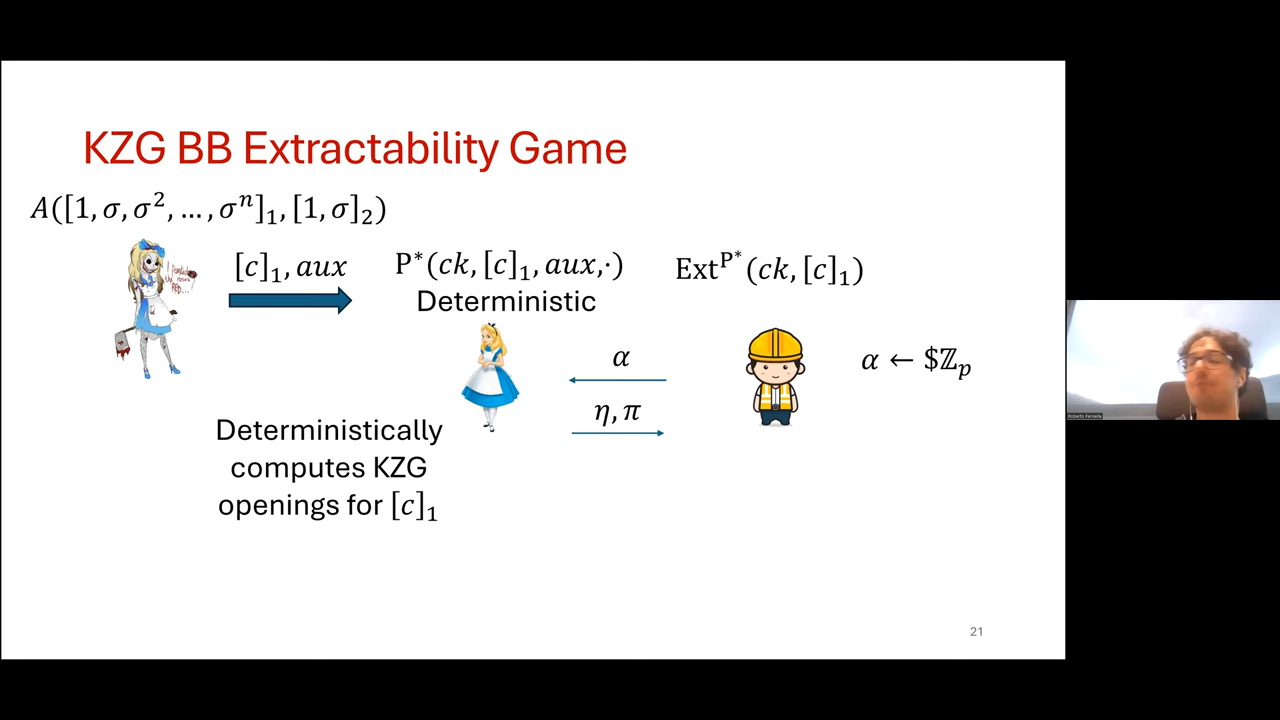 KZG BB Extractability Game
A([1, σ, σ², … , σⁿ]₁, [1, σ]₂)
[c]₁, aux
P*(ck, [c]₁, aux,·)
Deterministic
Ext^P*(ck, [c]₁)
α
α ← $ℤₚ
η, π
Deterministically
computes KZG
openings for [c]₁
21